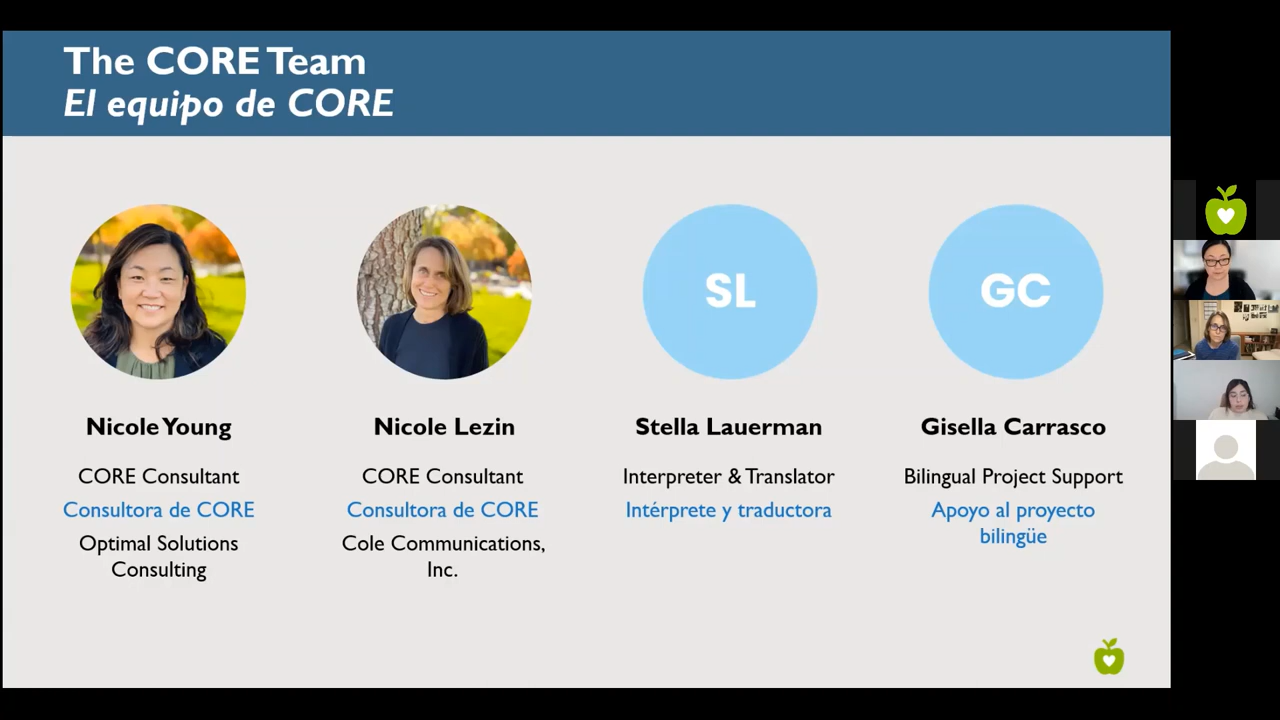 The CORE Team
El equipo de CORE
SL
GC
Nicole Young
CORE Consultant
Consultora de CORE
Optimal Solutions
Consulting
Nicole Lezin
CORE Consultant
Consultora de CORE
Cole Communications,
Inc.
Stella Lauerman
Interpreter & Translator
Intérprete y traductora
Gisella Carrasco
Bilingual Project Support
Apoyo al proyecto
bilingüe